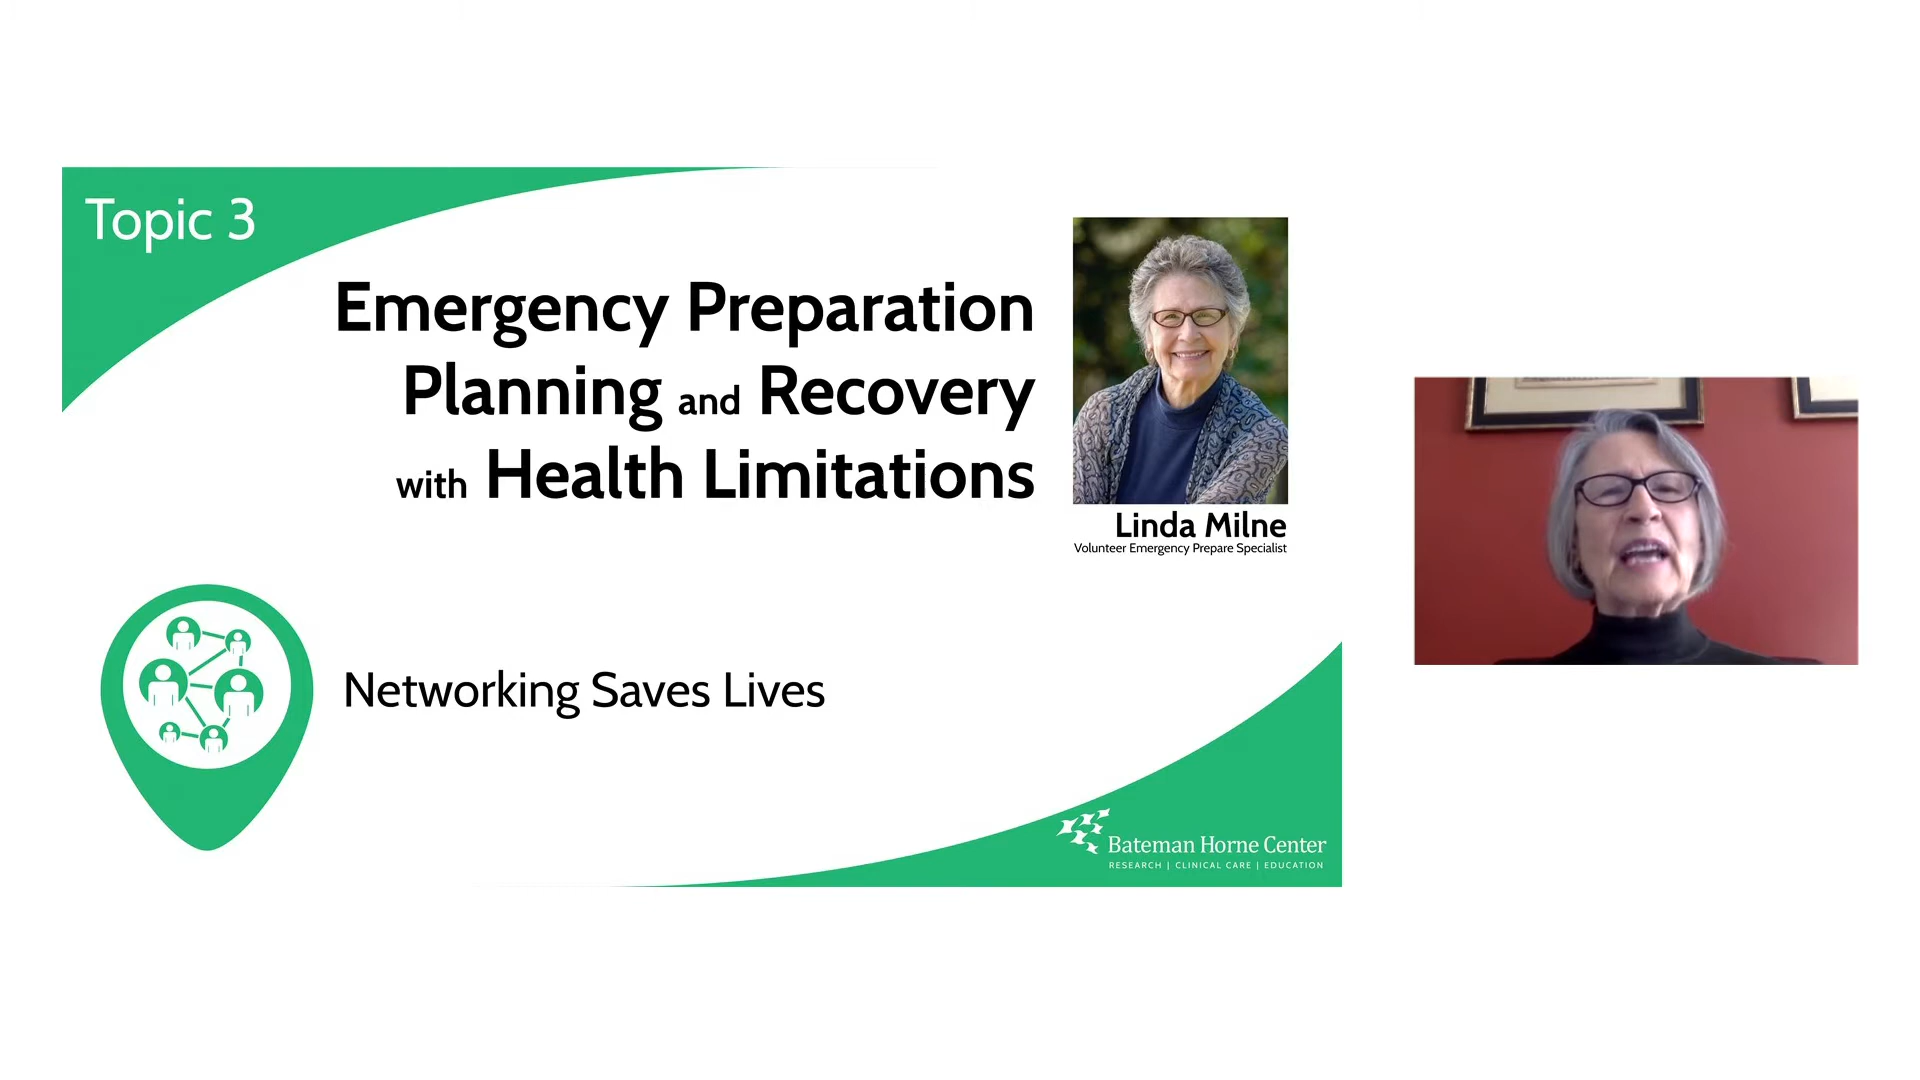 Topic 3
Emergency Preparation
Planning and Recovery
with Health Limitations
Linda Milne
Volunteer Emergency Prepare Specialist
Networking Saves Lives
Bateman Horne Center
RESEARCH | CLINICAL CARE | EDUCATION